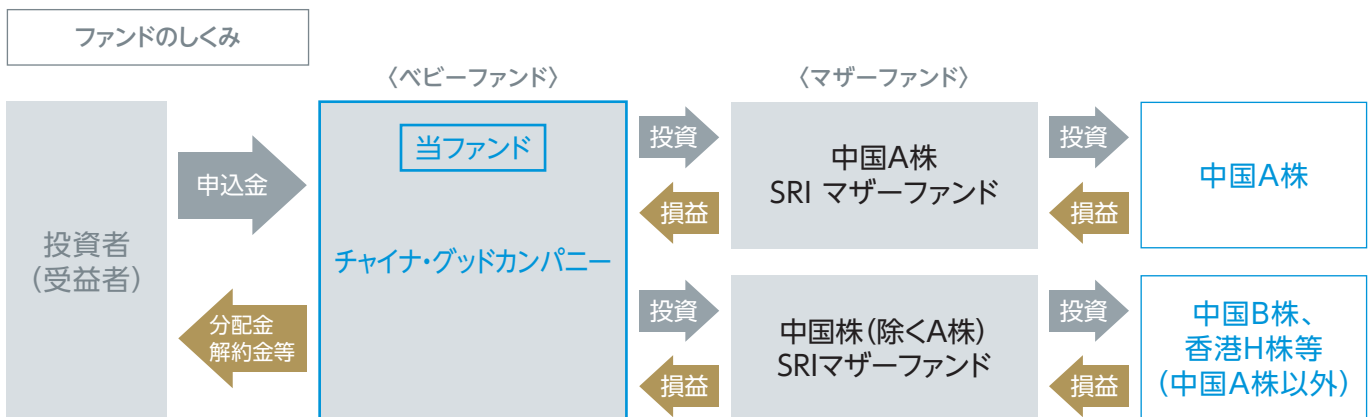 ファンドのしくみ
〈ベビーファンド〉
〈マザーファンド〉
投資者
(受益者)
申込金
分配金
解約金等
当ファンド
チャイナ・グッドカンパニー
投資
損益
中国A株
SRI マザーファンド
投資
損益
中国A株
投資
損益
中国株(除くA株)
SRIマザーファンド
投資
損益
中国B株、
香港H株等
(中国A株以外)